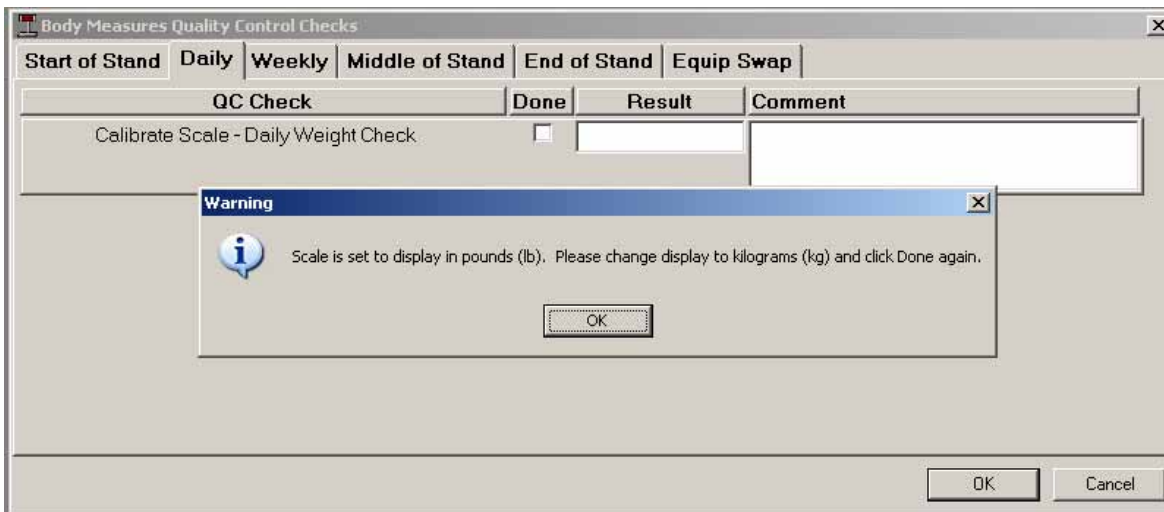 Body Measures Quality Control Checks
Start of Stand Daily Weekly Middle of Stand End of Stand Equip Swap
QC Check Done Result Comment
Calibrate Scale - Daily Weight Check
Warning
Scale is set to display in pounds (lb). Please change display to kilograms (kg) and click Done again.
OK
OK Cancel